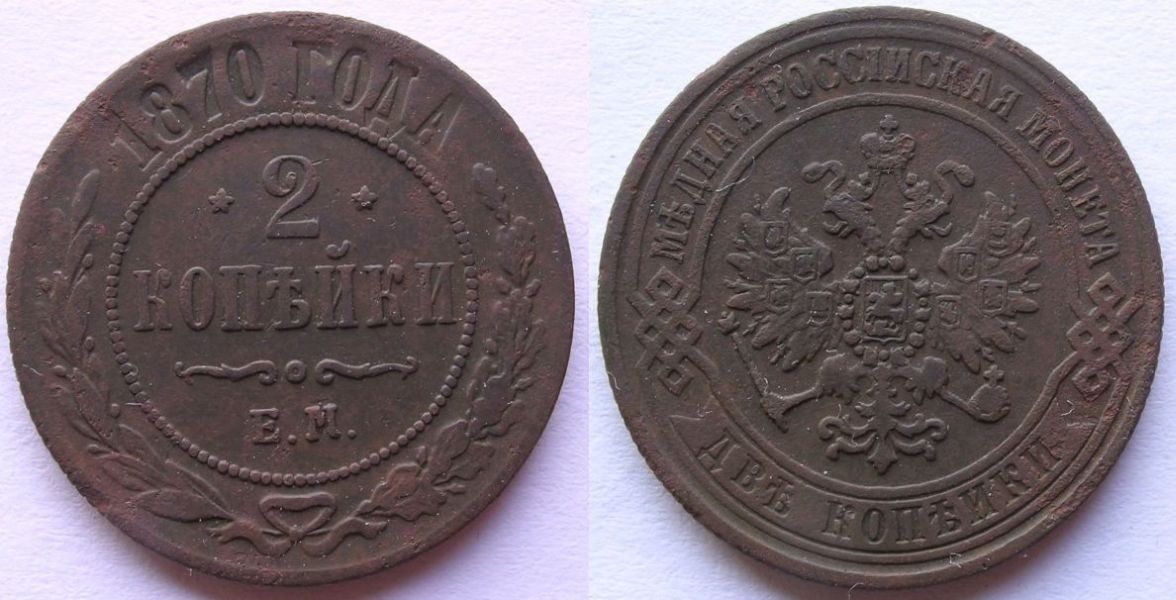 1870 ГОДА
2
КОПѢЙКИ
Е.М.
МѢДНАЯ РОССІЙСКАЯ МОНЕТА
ДВѢ КОПѢЙКИ